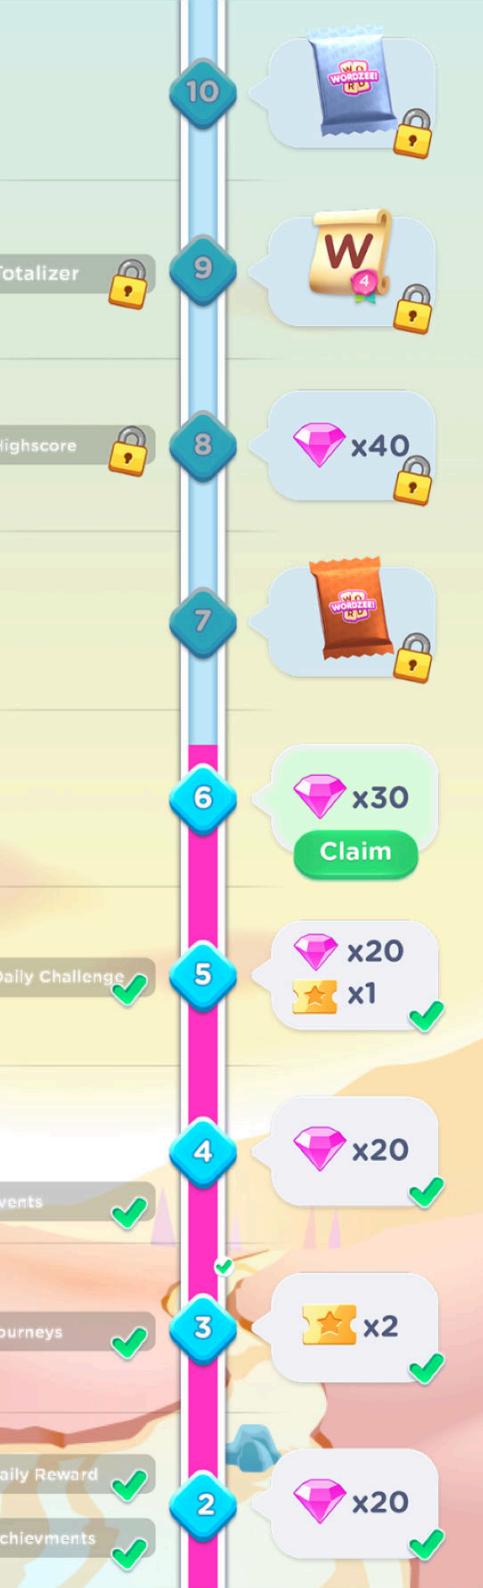 10
WORDZEE!
Totalizer
9
W
4
Highscore
8
x40
7
WORDZEE!
6
x30
Claim
Daily Challenge
5
x20
x1
4
x20
vents
3
x2
ourneys
aily Reward
2
x20
chievments